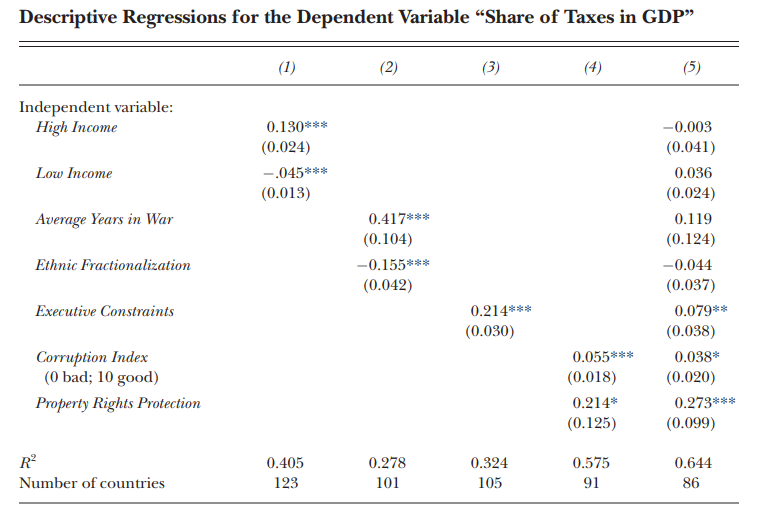 Descriptive Regressions for the Dependent Variable “Share of Taxes in GDP”
(1) (2) (3) (4) (5)
Independent variable:
High Income 0.130*** −0.003
(0.024) (0.041)
Low Income −.045*** 0.036
(0.013) (0.024)
Average Years in War 0.417*** 0.119
(0.104) (0.124)
Ethnic Fractionalization −0.155*** −0.044
(0.042) (0.037)
Executive Constraints 0.214*** 0.079**
(0.030) (0.038)
Corruption Index 0.055*** 0.038*
(0 bad; 10 good) (0.018) (0.020)
Property Rights Protection 0.214* 0.273***
(0.125) (0.099)
R² 0.405 0.278 0.324 0.575 0.644
Number of countries 123 101 105 91 86